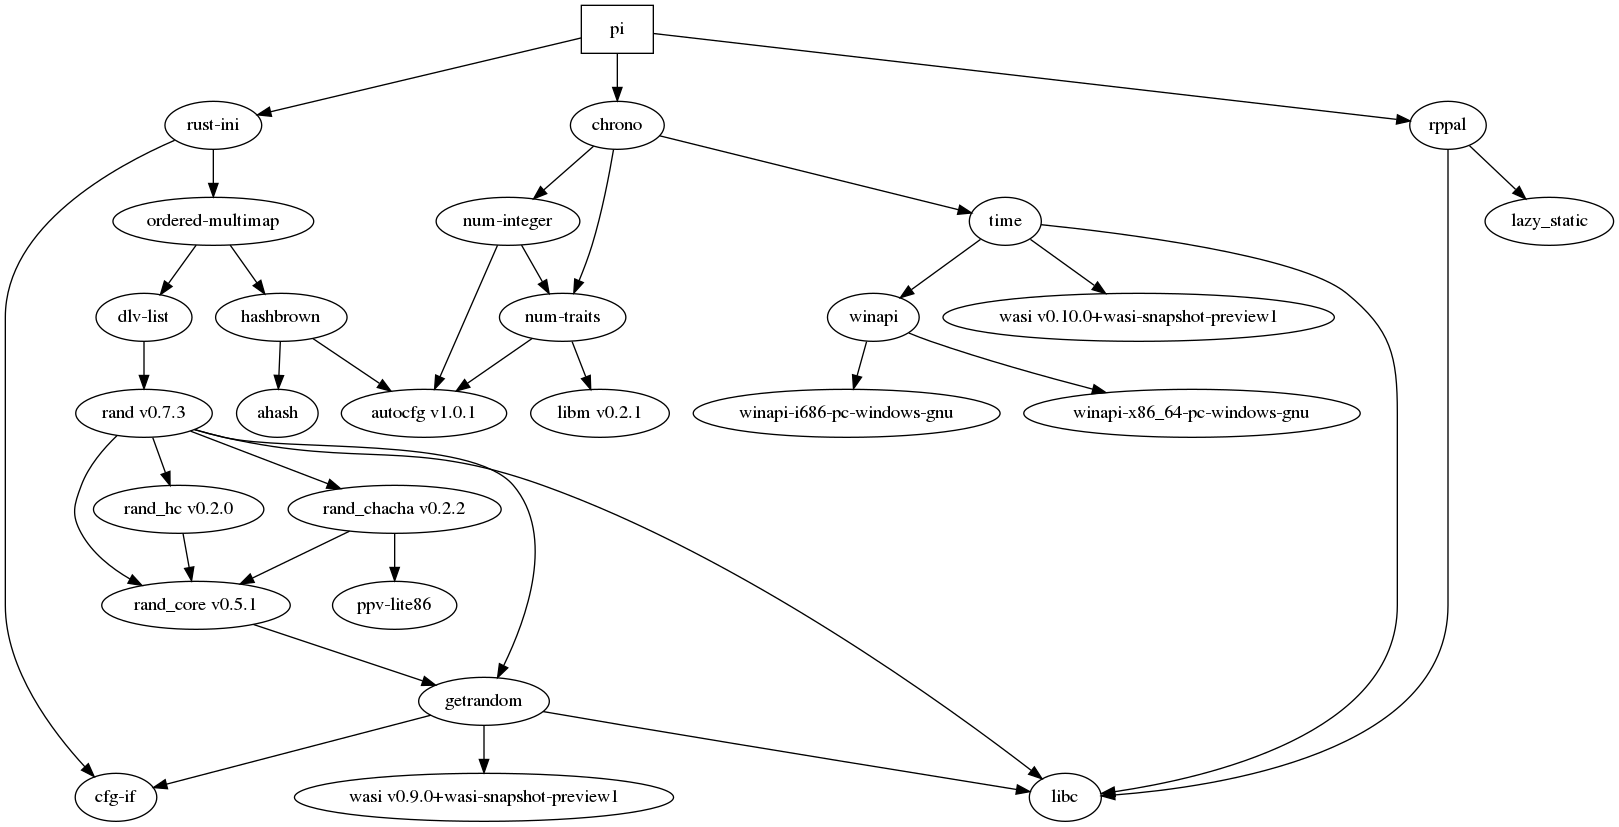 pi
rust-ini
chrono
rppal
ordered-multimap
num-integer
time
lazy_static
dlv-list
hashbrown
num-traits
winapi
wasi v0.10.0+wasi-snapshot-preview1
rand v0.7.3
ahash
autocfg v1.0.1
libm v0.2.1
winapi-i686-pc-windows-gnu
winapi-x86_64-pc-windows-gnu
rand_hc v0.2.0
rand_chacha v0.2.2
rand_core v0.5.1
ppv-lite86
getrandom
cfg-if
wasi v0.9.0+wasi-snapshot-preview1
libc